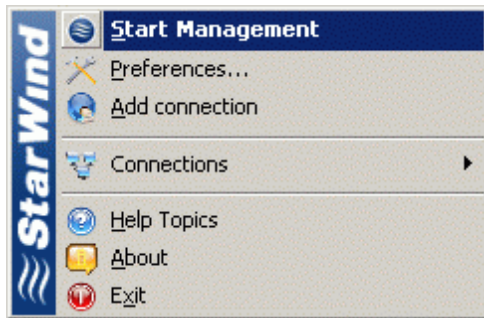 StarWind
Start Management
Preferences...
Add connection
Connections
Help Topics
About
Exit